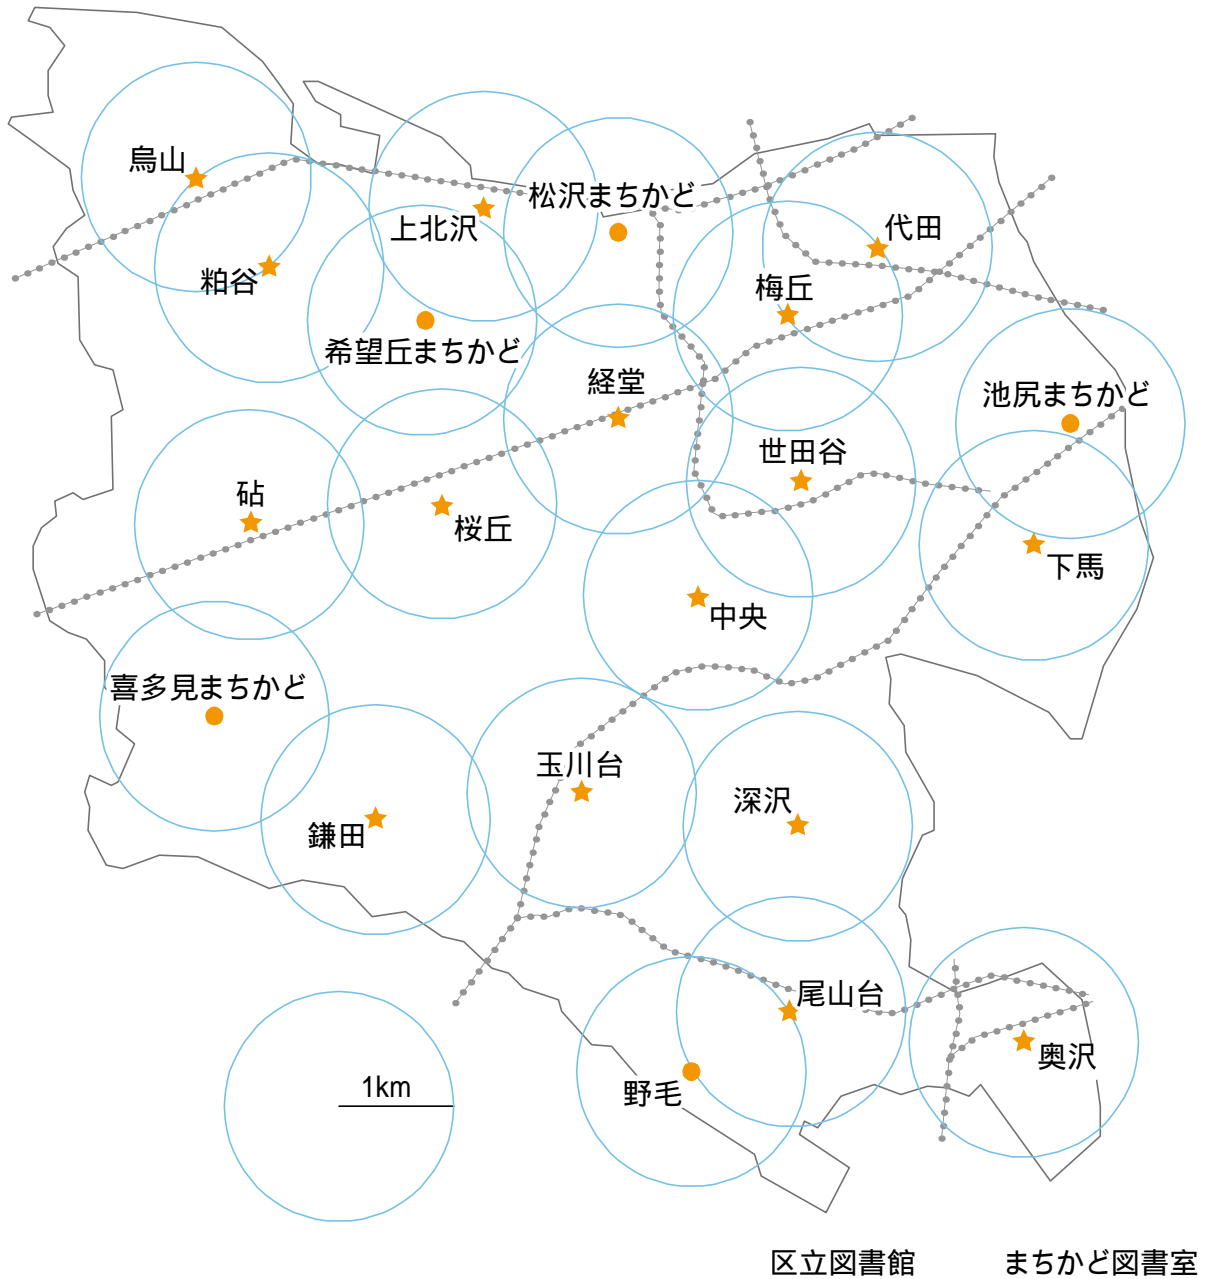 烏山
松沢まちかど
上北沢
代田
粕谷
梅丘
希望丘まちかど
経堂
池尻まちかど
世田谷
砧
桜丘
下馬
中央
喜多見まちかど
玉川台
深沢
鎌田
尾山台
奥沢
1km
野毛
区立図書館
まちかど図書室